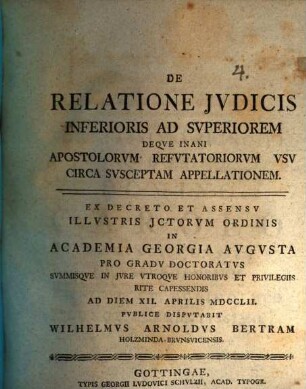 4.
DE
RELATIONE JVDICIS
INFERIORIS AD SVPERIOREM
DEQVE INANI
APOSTOLORVM REFVTATORIORVM VSV
CIRCA SVSCEPTAM APPELLATIONEM.
EX DECRETO ET ASSENSV
ILLVSTRIS JCTORVM ORDINIS
IN
ACADEMIA GEORGIA AVGVSTA
PRO GRADV DOCTORATVS
SVMMISQVE IN JVRE VTROQVE HONORIBVS ET PRIVILEGIIS
RITE CAPESSENDIS
AD DIEM XII. APRILIS MDCCLII.
PVBLICE DISPVTABIT
WILHELMVS ARNOLDVS BERTRAM
HOLZMINDA-BRVNSVICENSIS.
GOTTINGAE,
TYPIS GEORGII LVDOVICI SCHVLZII, ACAD. TYPOGR.